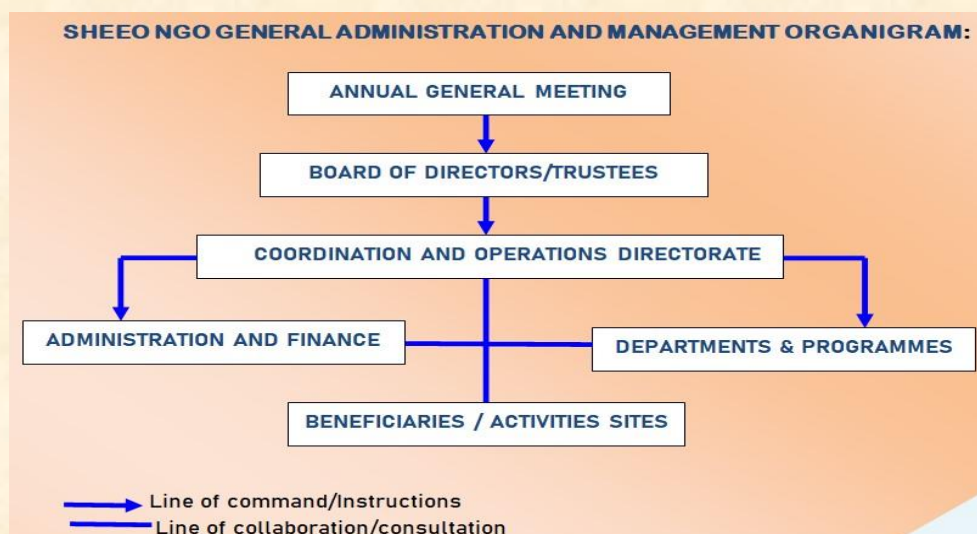 SHEEO NGO GENERAL ADMINISTRATION AND MANAGEMENT ORGANIGRAM:
ANNUAL GENERAL MEETING
BOARD OF DIRECTORS/TRUSTEES
COORDINATION AND OPERATIONS DIRECTORATE
ADMINISTRATION AND FINANCE
DEPARTMENTS & PROGRAMMES
BENEFICIARIES / ACTIVITIES SITES
Line of command/Instructions
Line of collaboration/consultation